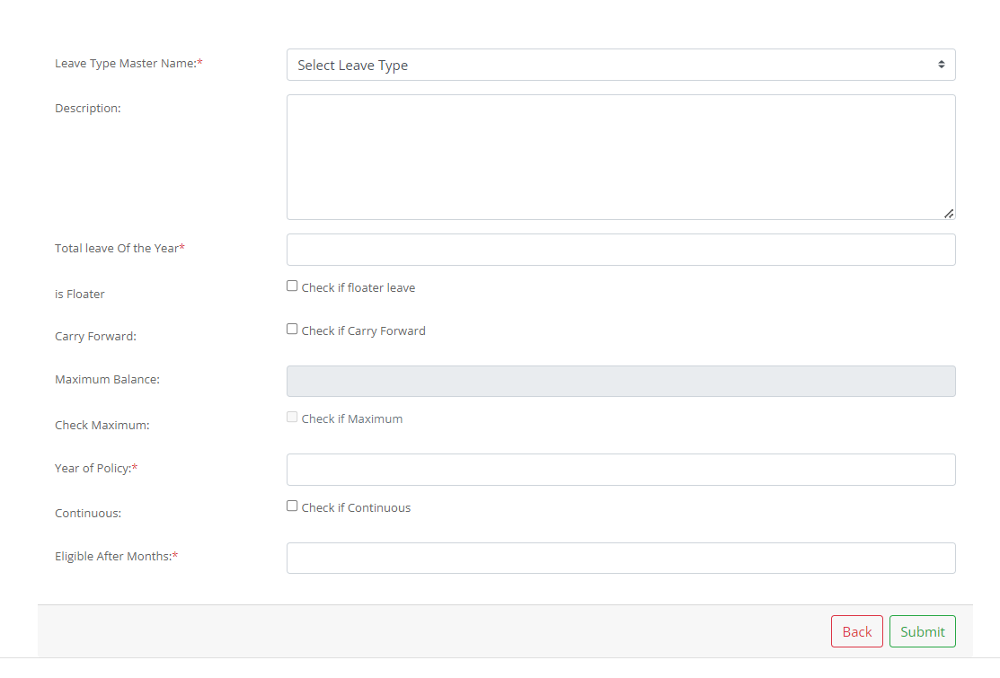 Leave Type Master Name:*
Select Leave Type
Description:
Total leave Of the Year*
is Floater
Check if floater leave
Carry Forward:
Check if Carry Forward
Maximum Balance:
Check Maximum:
Check if Maximum
Year of Policy:*
Continuous:
Check if Continuous
Eligible After Months:*
Back
Submit